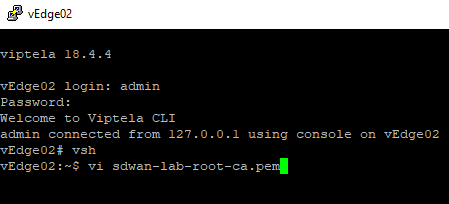 vEdge02
viptela 18.4.4
vEdge02 login: admin
Password:
Welcome to Viptela CLI
admin connected from 127.0.0.1 using console on vEdge02
vEdge02# vsh
vEdge02:~$ vi sdwan-lab-root-ca.pem